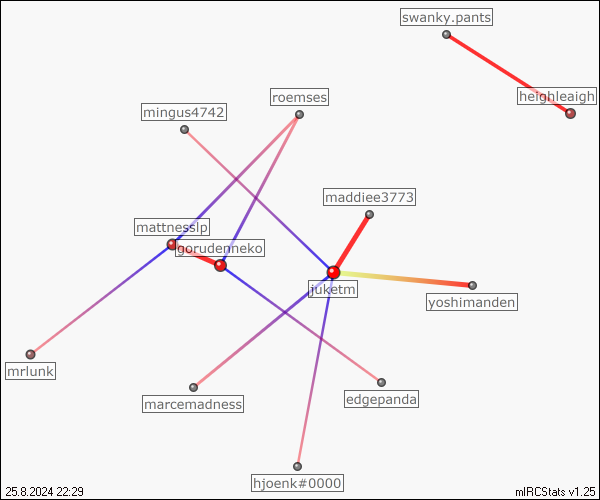 swanky.pants
heighleaigh
roemses
mingus4742
maddiee3773
mattnesslp
gorudenneko
juketm
yoshimanden
mrlunk
marcemadness
edgepanda
hjoenk#0000
25.8.2024 22:29
mIRCStats v1.25